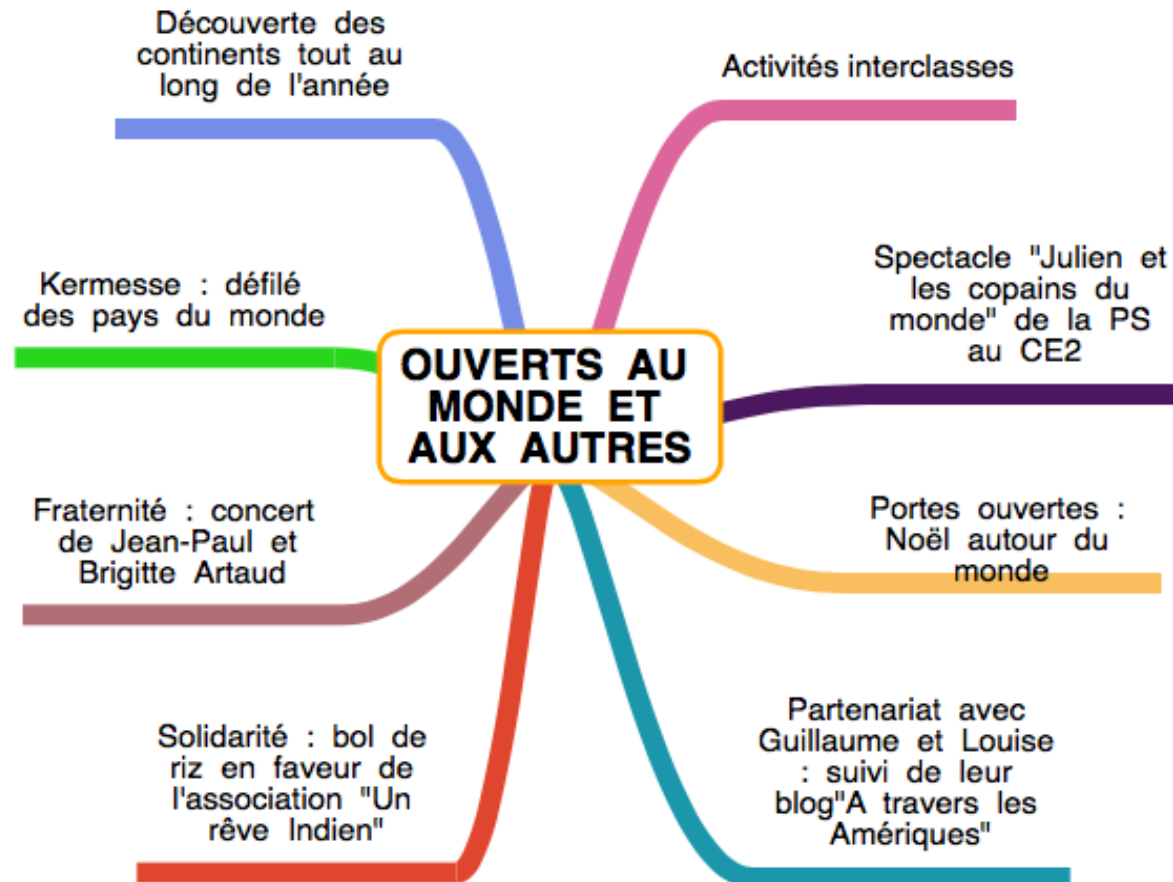 Découverte des
continents tout au
long de l'année
Activités interclasses
Spectacle "Julien et
les copains du
monde" de la PS
au CE2
Kermesse : défilé
des pays du monde
OUVERTS AU
MONDE ET
AUX AUTRES
Fraternité : concert
de Jean-Paul et
Brigitte Artaud
Portes ouvertes :
Noël autour du
monde
Solidarité : bol de
riz en faveur de
l'association "Un
rêve Indien"
Partenariat avec
Guillaume et Louise
: suivi de leur
blog"A travers les
Amériques"